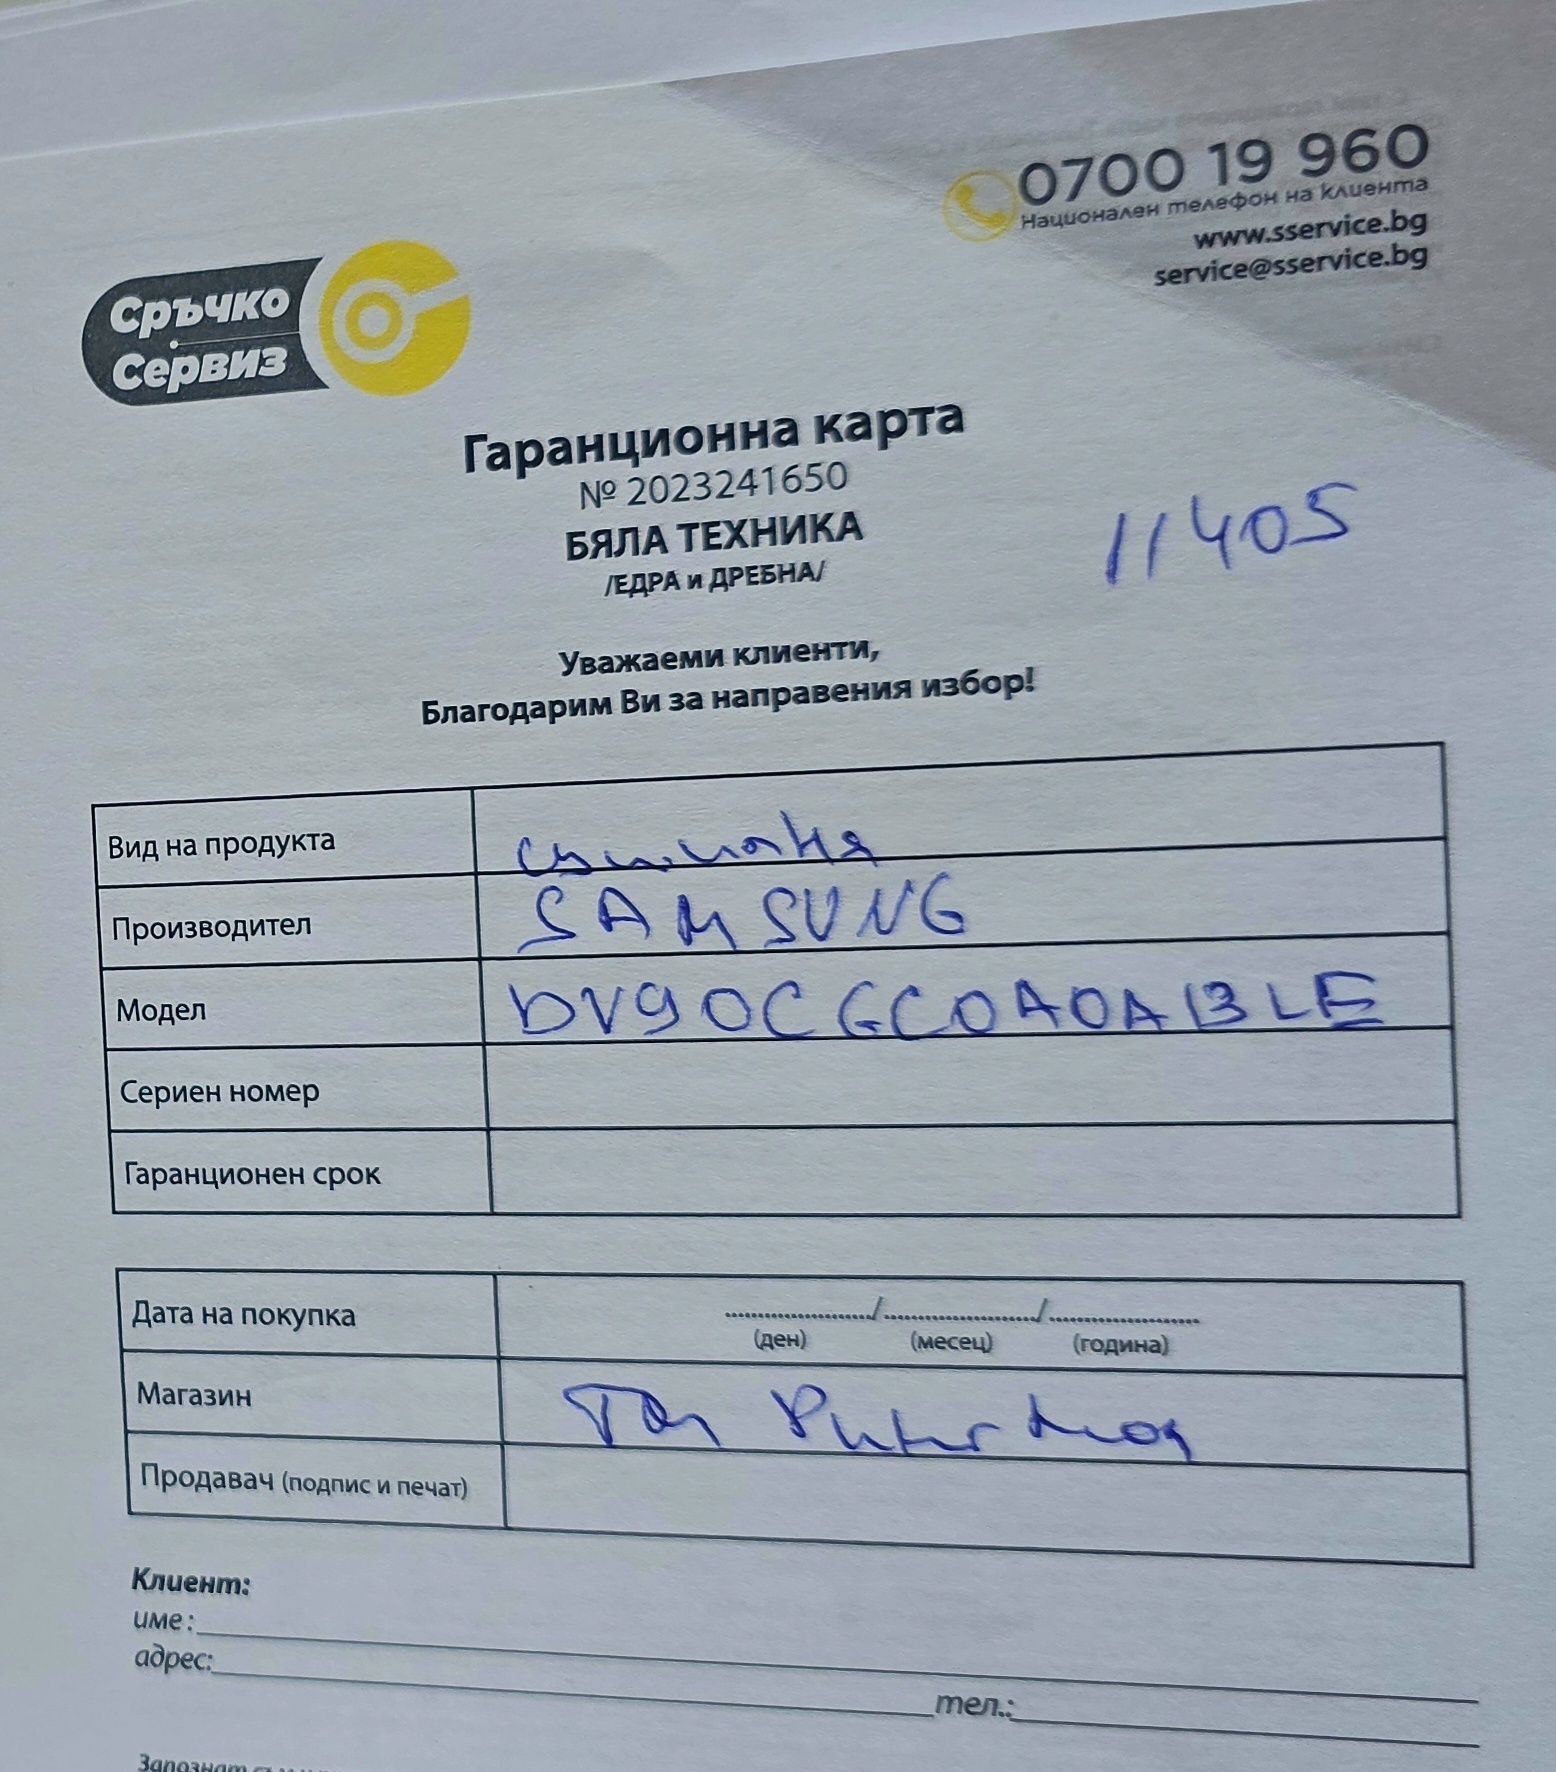 0700 19 960
Национален телефон на клиента
www.sservice.bg
service@sservice.bg
Сръчко
Сервиз
Гаранционна карта
№ 2023241650
БЯЛА ТЕХНИКА
/ЕДРА и ДРЕБНА/
11405
Уважаеми клиенти,
Благодарим Ви за направения избор!
Вид на продукта сушилня
Производител SAMSUNG
Модел DV90CGC0A0ABLE
Сериен номер
Гаранционен срок
Дата на покупка ........../........../..........
(ден) (месец) (година)
Магазин
Продавач (подпис и печат)
Клиент:
име:
адрес:
тел.: